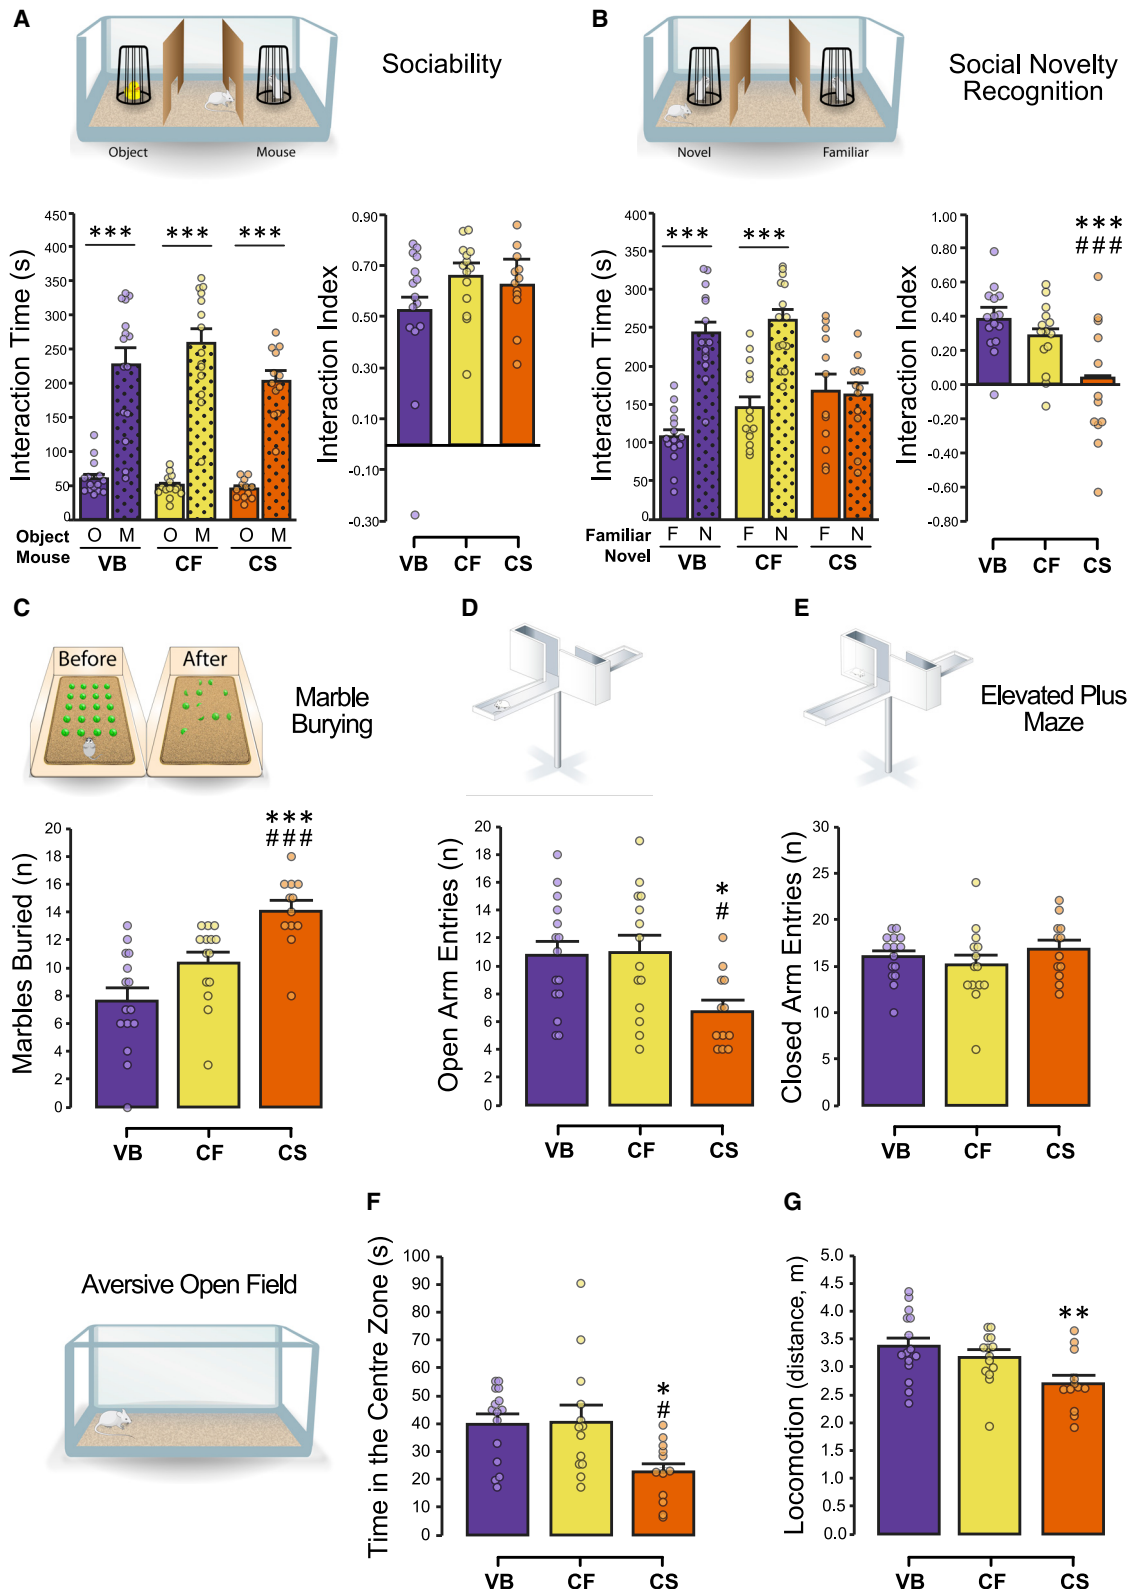 A
Sociability
Object
Mouse
B
Social Novelty
Recognition
Novel
Familiar
Interaction Time (s)
450
400
350
300
250
200
150
100
50
0
*** *** ***
Object
Mouse
O M O M O M
VB CF CS
Interaction Index
0.90
0.70
0.50
0.30
0.10
-0.10
-0.30
VB CF CS
Interaction Time (s)
400
350
300
250
200
150
100
50
0
*** ***
Familiar
Novel
F N F N F N
VB CF CS
Interaction Index
1.00
0.80
0.60
0.40
0.20
0.00
-0.20
-0.40
-0.60
-0.80
***
###
VB CF CS
C
Before After
Marble
Burying
Marbles Buried (n)
20
18
16
14
12
10
8
6
4
2
0
***
###
VB CF CS
D
Open Arm Entries (n)
20
18
16
14
12
10
8
6
4
2
0
*
#
VB CF CS
E
Elevated Plus
Maze
Closed Arm Entries (n)
30
25
20
15
10
5
0
VB CF CS
Aversive Open Field
F
Time in the Centre Zone (s)
100
90
80
70
60
50
40
30
20
10
0
*
#
VB CF CS
G
Locomotion (distance, m)
5.0
4.5
4.0
3.5
3.0
2.5
2.0
1.5
1.0
0.5
0.0
**
VB CF CS